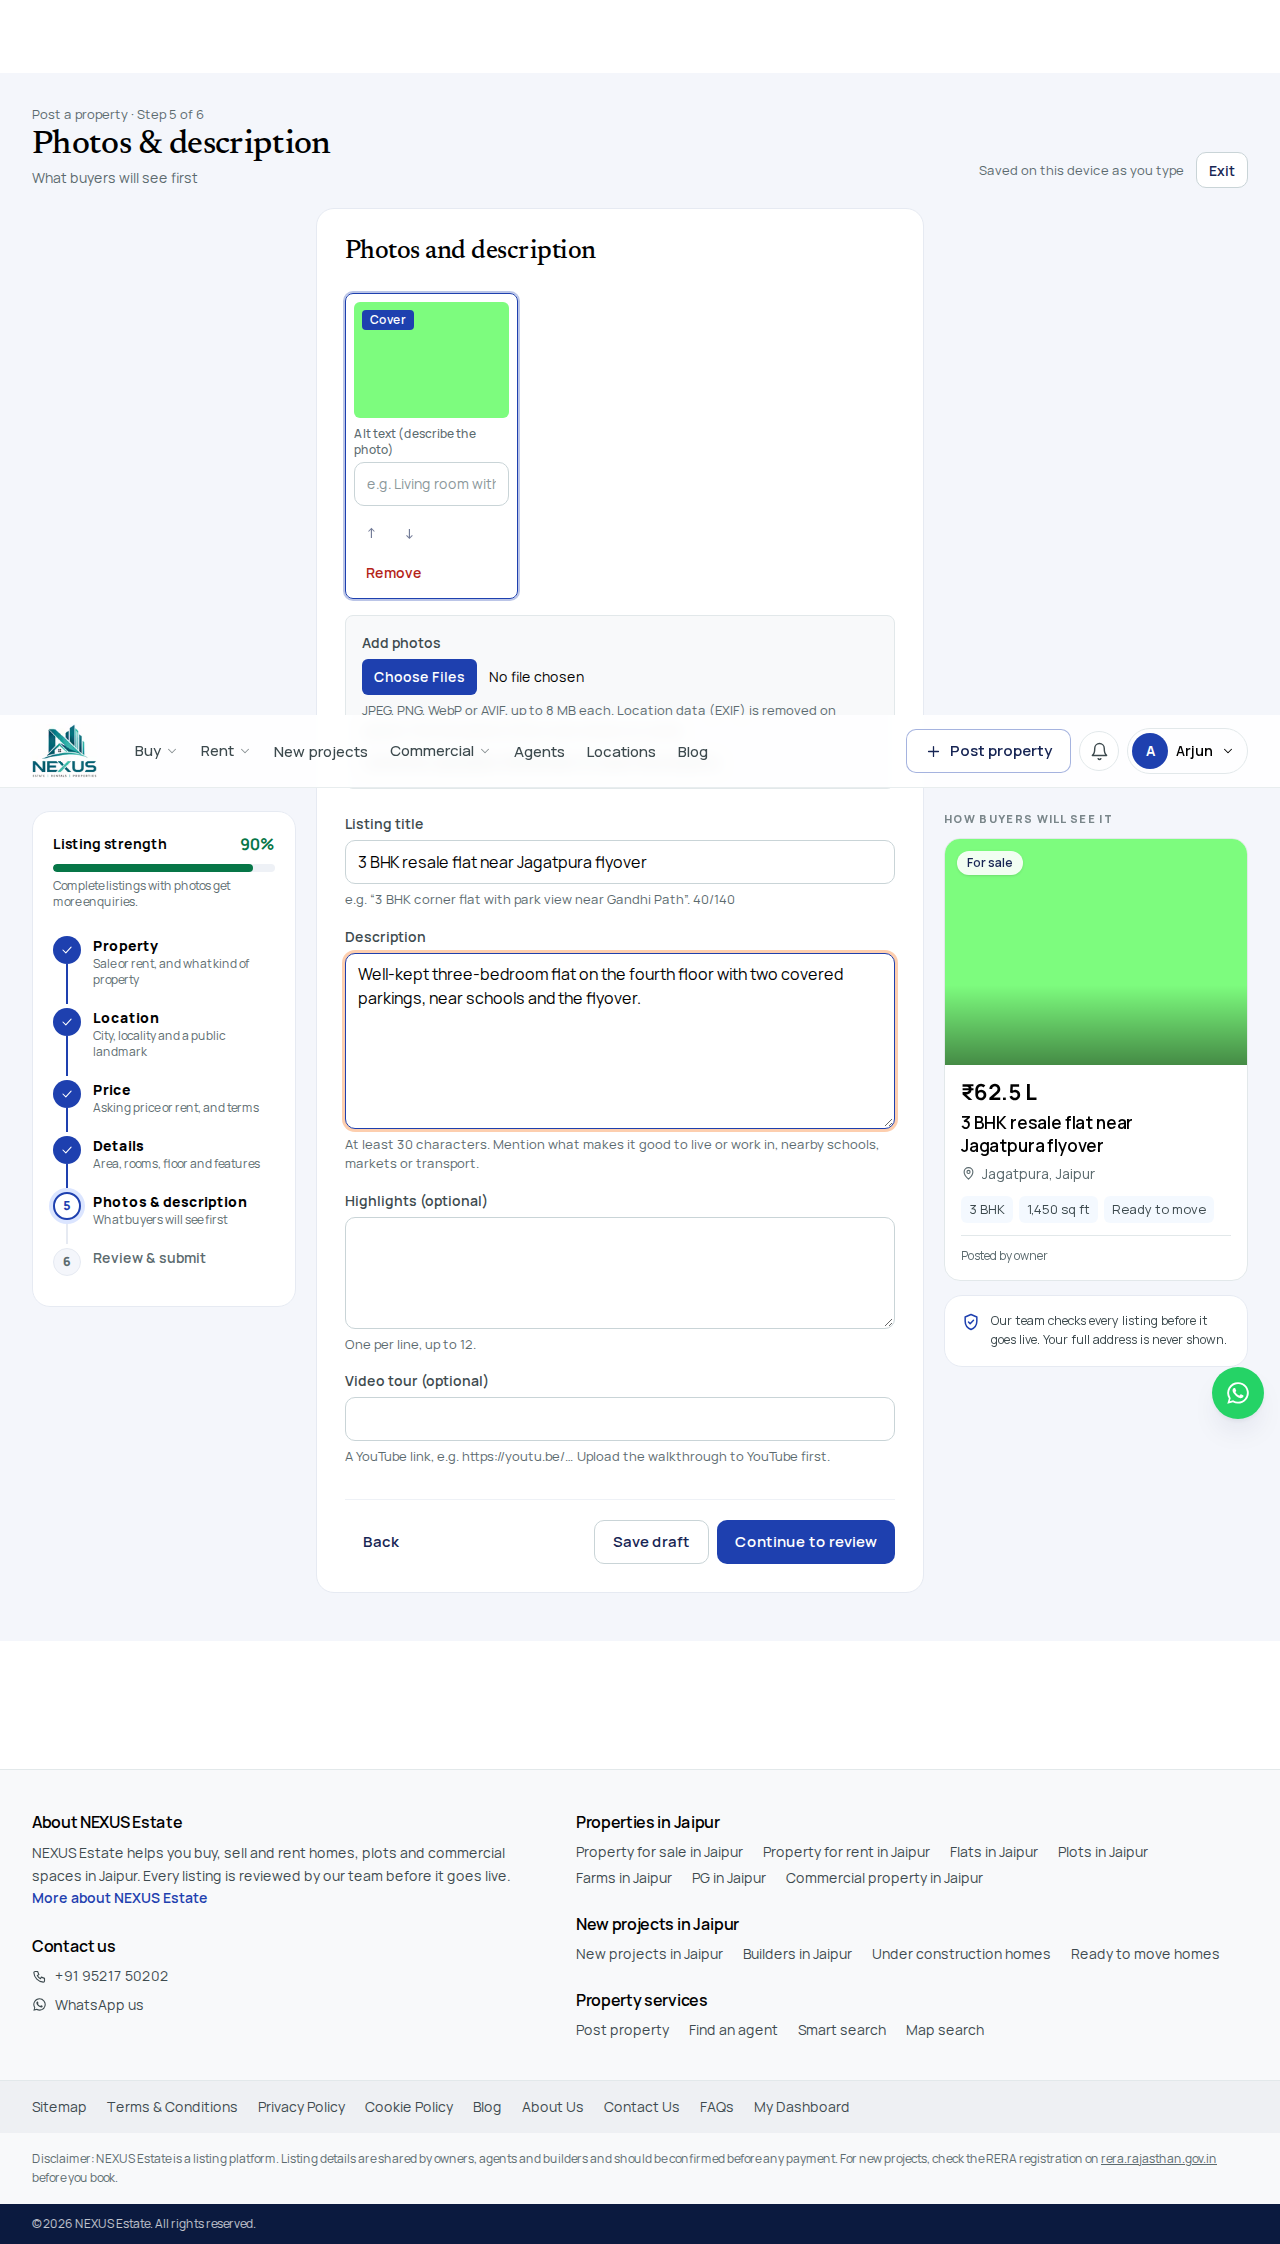 Post a property · Step 5 of 6
Photos & description
What buyers will see first
Saved on this device as you type
Exit
Photos and description
Cover
Alt text (describe the
photo)
e.g. Living room with
↑ ↓
Remove
Add photos
Choose Files No file chosen
JPEG, PNG, WebP or AVIF, up to 8 MB each. Location data (EXIF) is removed on
NEXUS
Buy
Rent
New projects
Commercial
Agents
Locations
Blog
Post property
A
Arjun
Listing strength 90%
Complete listings with photos get
more enquiries.
Property
Sale or rent, and what kind of
property
Location
City, locality and a public
landmark
Price
Asking price or rent, and terms
Details
Area, rooms, floor and features
5
Photos & description
What buyers will see first
6
Review & submit
Listing title
3 BHK resale flat near Jagatpura flyover
e.g. “3 BHK corner flat with park view near Gandhi Path”. 40/140
Description
Well-kept three-bedroom flat on the fourth floor with two covered
parkings, near schools and the flyover.
At least 30 characters. Mention what makes it good to live or work in, nearby schools,
markets or transport.
Highlights (optional)
One per line, up to 12.
Video tour (optional)
A YouTube link, e.g. https://youtu.be/… Upload the walkthrough to YouTube first.
Back
Save draft
Continue to review
HOW BUYERS WILL SEE IT
For sale
₹62.5 L
3 BHK resale flat near
Jagatpura flyover
Jagatpura, Jaipur
3 BHK
1,450 sq ft
Ready to move
Posted by owner
Our team checks every listing before it
goes live. Your full address is never shown.
About NEXUS Estate
NEXUS Estate helps you buy, sell and rent homes, plots and commercial
spaces in Jaipur. Every listing is reviewed by our team before it goes live.
More about NEXUS Estate
Contact us
+91 95217 50202
WhatsApp us
Properties in Jaipur
Property for sale in Jaipur Property for rent in Jaipur Flats in Jaipur Plots in Jaipur
Farms in Jaipur PG in Jaipur Commercial property in Jaipur
New projects in Jaipur
New projects in Jaipur Builders in Jaipur Under construction homes Ready to move homes
Property services
Post property Find an agent Smart search Map search
Sitemap Terms & Conditions Privacy Policy Cookie Policy Blog About Us Contact Us FAQs My Dashboard
Disclaimer: NEXUS Estate is a listing platform. Listing details are shared by owners, agents and builders and should be confirmed before any payment. For new projects, check the RERA registration on rera.rajasthan.gov.in
before you book.
© 2026 NEXUS Estate. All rights reserved.